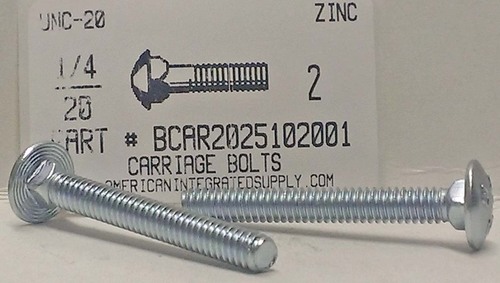 UNC-20 ZINC
1/4
20 2
PART # BCAR2025102001
CARRIAGE BOLTS
AMERICANINTEGRATEDSUPPLY.COM